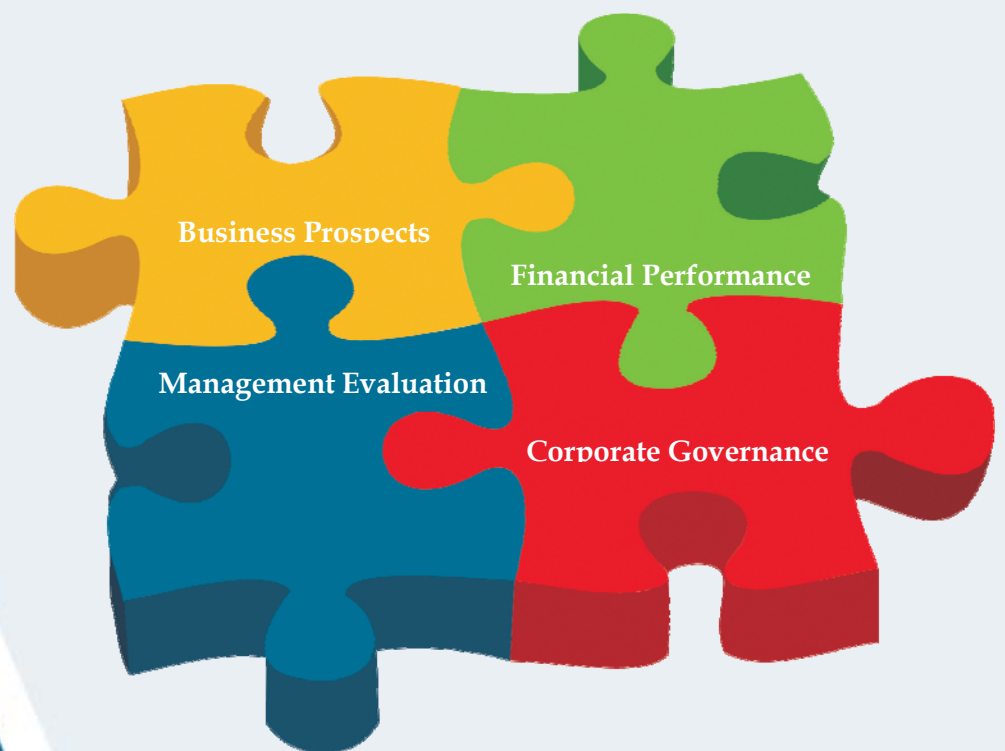 Business Prospects
Financial Performance
Management Evaluation
Corporate Governance